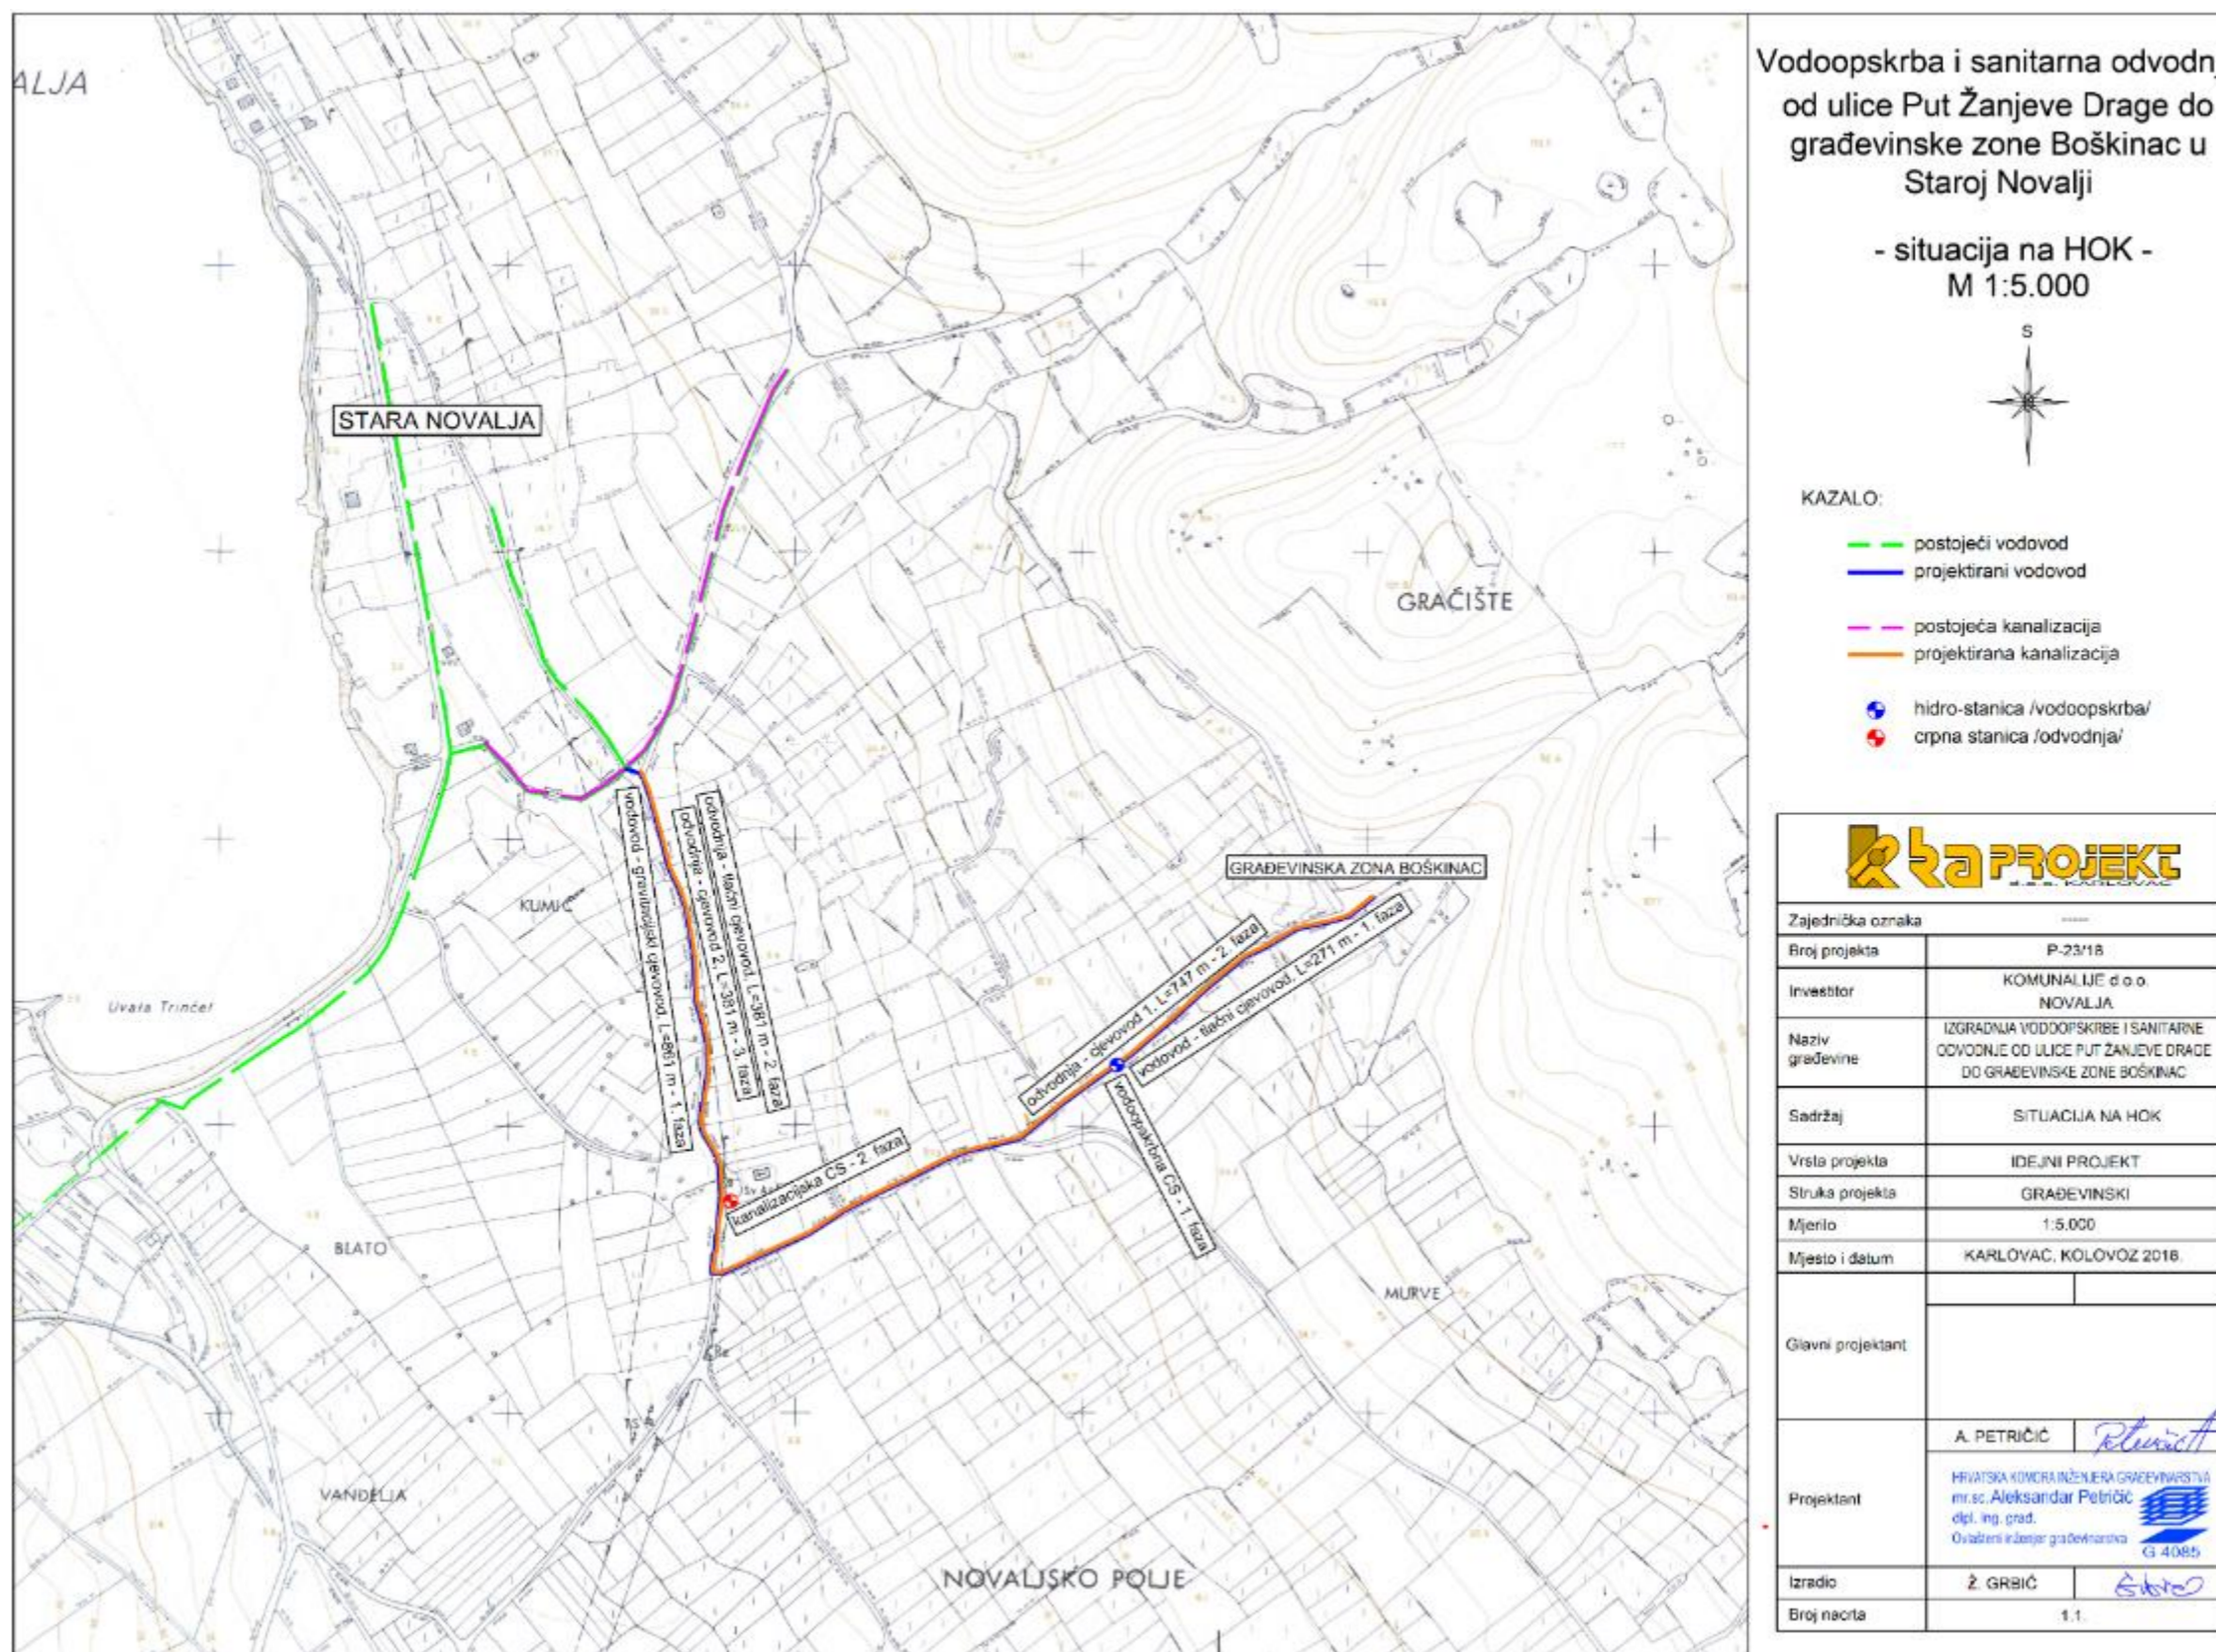 ALJA
STARA NOVALJA
GRAČIŠTE
GRAĐEVINSKA ZONA BOŠKINAC
KUMIĆ
Uvala Trinćel
BLATO
VANĐELIJA
MURVE
NOVALJSKO POLJE
TS
vodovod - gravitacijski cjevovod, L=861 m - 1. faza
odvodnja - cjevovod 2, L=381 m - 3. faza
odvodnja - tlačni cjevovod, L=381 m - 2. faza
kanalizacijska CS - 2. faza
odvodnja - cjevovod 1, L=747 m - 2. faza
vodovod - tlačni cjevovod, L=271 m - 1. faza
vodoopskrbna CS - 1. faza
Vodoopskrba i sanitarna odvodnj
od ulice Put Žanjeve Drage do
građevinske zone Boškinac u
Staroj Novalji
- situacija na HOK -
M 1:5.000
S
KAZALO:
postojeći vodovod
projektirani vodovod
postojeća kanalizacija
projektirana kanalizacija
hidro-stanica /vodoopskrba/
crpna stanica /odvodnja/
PROJEKT
d.o.o. KARLOVAC
Zajednička oznaka -----
Broj projekta P-23/18
Investitor KOMUNALIJE d.o.o.
NOVALJA
Naziv građevine IZGRADNJA VODOOPSKRBE I SANITARNE
ODVODNJE OD ULICE PUT ŽANJEVE DRAGE
DO GRAĐEVINSKE ZONE BOŠKINAC
Sadržaj SITUACIJA NA HOK
Vrsta projekta IDEJNI PROJEKT
Struka projekta GRAĐEVINSKI
Mjerilo 1:5.000
Mjesto i datum KARLOVAC, KOLOVOZ 2018.
Glavni projektant
Projektant A. PETRIČIĆ
HRVATSKA KOMORA INŽENJERA GRAĐEVINARSTVA
mr.sc. Aleksandar Petričić
dipl. ing. građ.
Ovlašteni inženjer građevinarstva
G 4085
Izradio Ž. GRBIĆ
Broj nacrta 1.1.